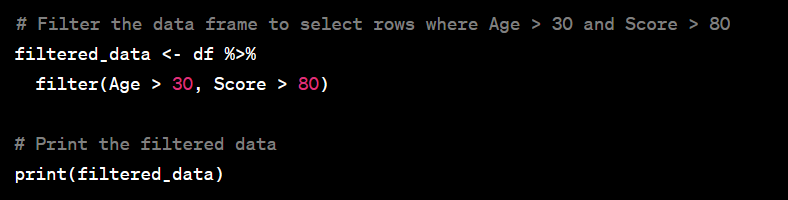 # Filter the data frame to select rows where Age > 30 and Score > 80
filtered_data <- df %>%
  filter(Age > 30, Score > 80)
# Print the filtered data
print(filtered_data)